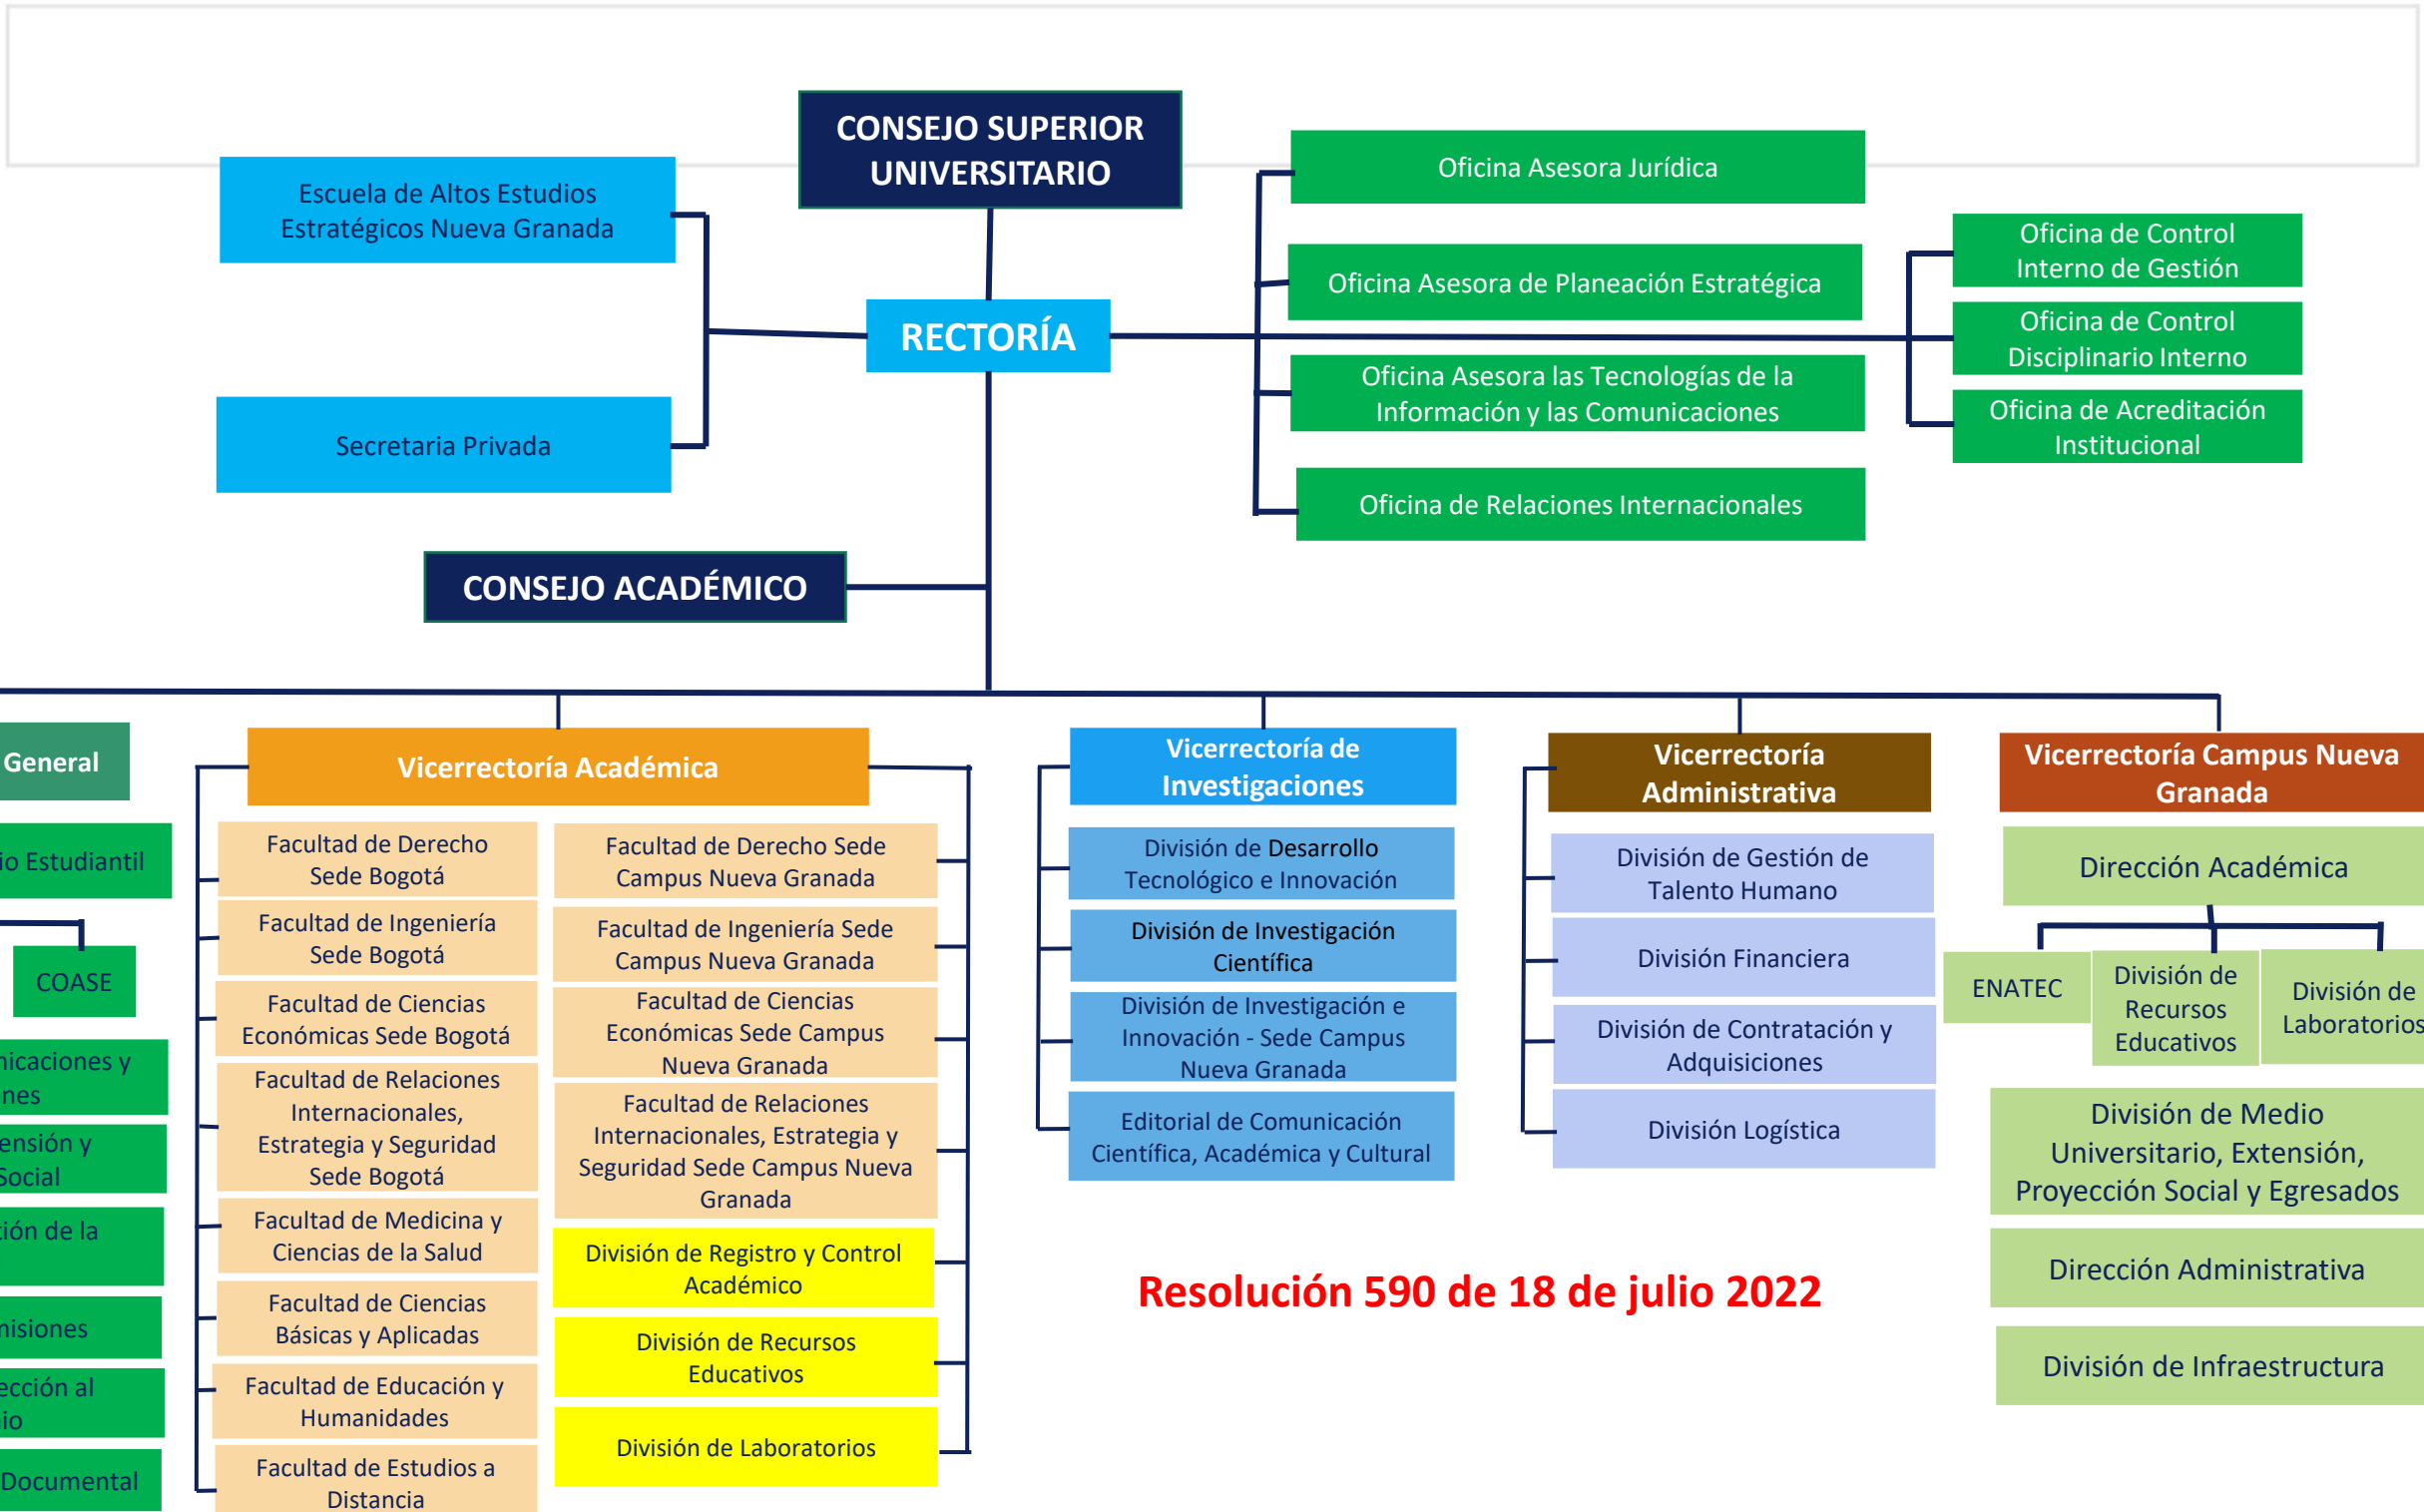 CONSEJO SUPERIOR
UNIVERSITARIO
Escuela de Altos Estudios
Estratégicos Nueva Granada
RECTORÍA
Secretaria Privada
Oficina Asesora Jurídica
Oficina Asesora de Planeación Estratégica
Oficina Asesora las Tecnologías de la
Información y las Comunicaciones
Oficina de Relaciones Internacionales
Oficina de Control
Interno de Gestión
Oficina de Control
Disciplinario Interno
Oficina de Acreditación
Institucional
CONSEJO ACADÉMICO
General
Estudiantil
COASE
y
y
Social
de la
al
Documental
Vicerrectoría Académica
Facultad de Derecho
Sede Bogotá
Facultad de Ingeniería
Sede Bogotá
Facultad de Ciencias
Económicas Sede Bogotá
Facultad de Relaciones
Internacionales,
Estrategia y Seguridad
Sede Bogotá
Facultad de Medicina y
Ciencias de la Salud
Facultad de Ciencias
Básicas y Aplicadas
Facultad de Educación y
Humanidades
Facultad de Estudios a
Distancia
Facultad de Derecho Sede
Campus Nueva Granada
Facultad de Ingeniería Sede
Campus Nueva Granada
Facultad de Ciencias
Económicas Sede Campus
Nueva Granada
Facultad de Relaciones
Internacionales, Estrategia y
Seguridad Sede Campus Nueva
Granada
División de Registro y Control
Académico
División de Recursos
Educativos
División de Laboratorios
Vicerrectoría de
Investigaciones
División de Desarrollo
Tecnológico e Innovación
División de Investigación
Científica
División de Investigación e
Innovación - Sede Campus
Nueva Granada
Editorial de Comunicación
Científica, Académica y Cultural
Vicerrectoría
Administrativa
División de Gestión de
Talento Humano
División Financiera
División de Contratación y
Adquisiciones
División Logística
Vicerrectoría Campus Nueva
Granada
Dirección Académica
ENATEC
División de
Recursos
Educativos
División de
Laboratorios
División de Medio
Universitario, Extensión,
Proyección Social y Egresados
Dirección Administrativa
División de Infraestructura
Resolución 590 de 18 de julio 2022